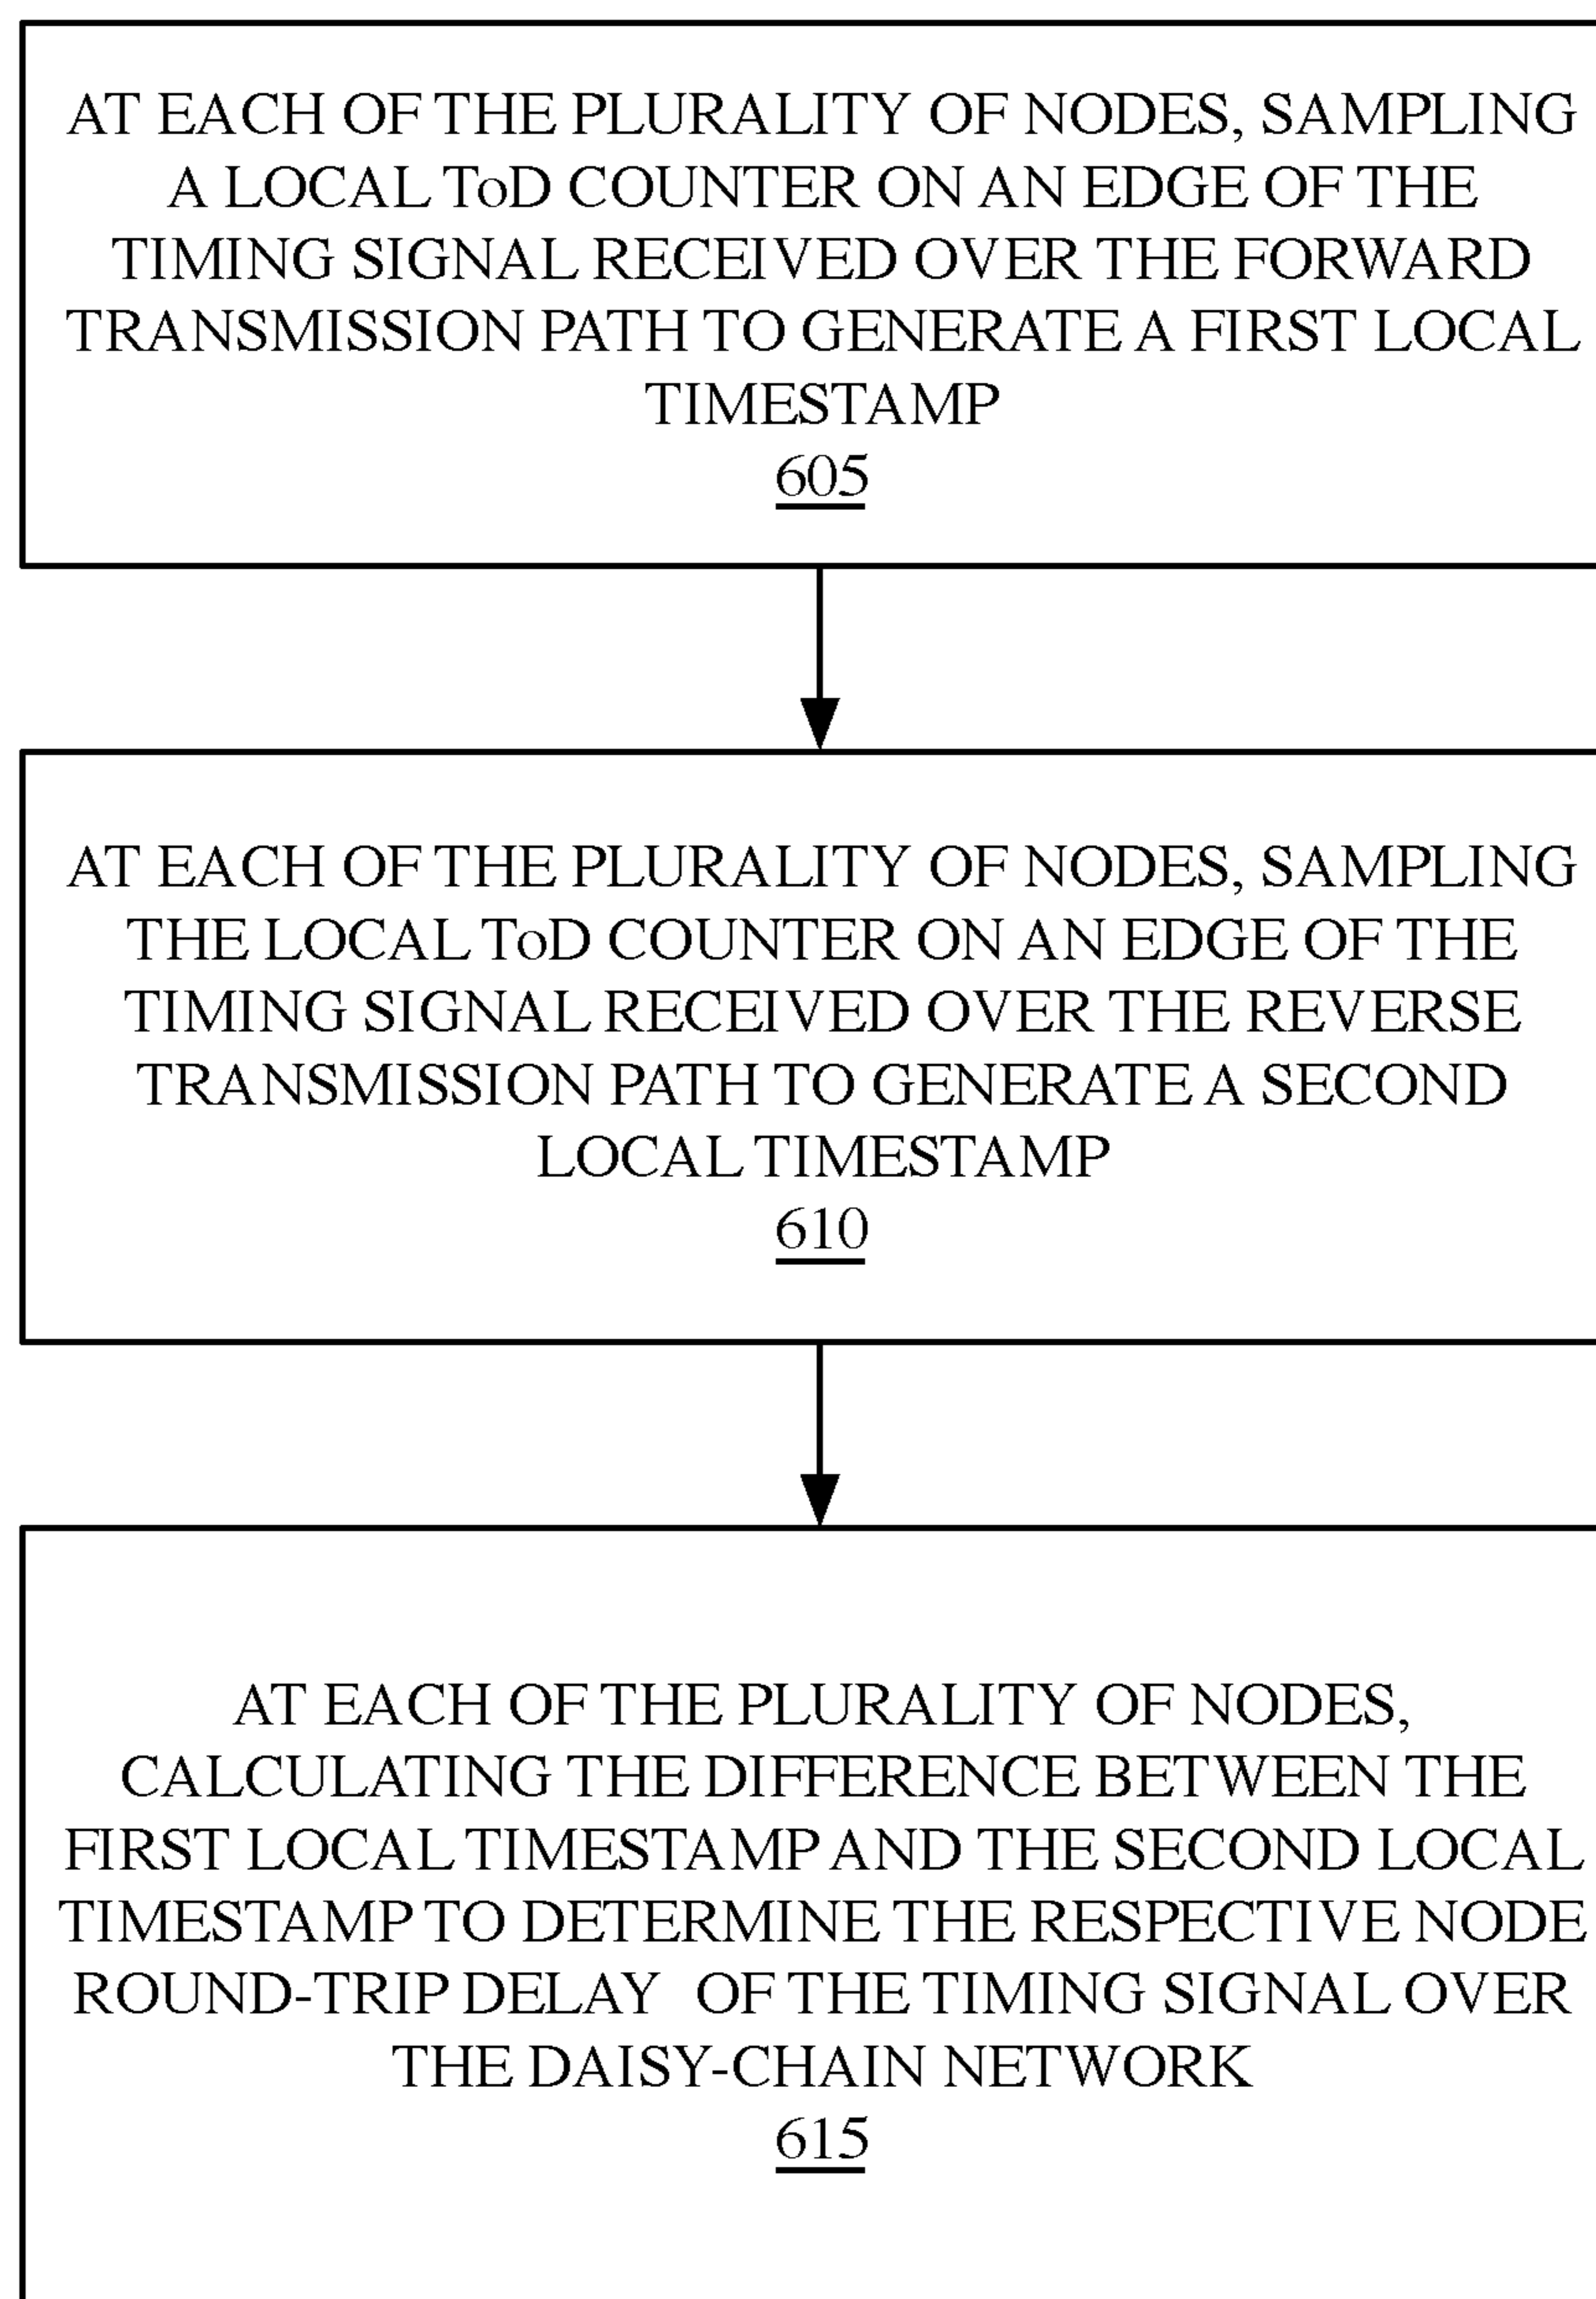 AT EACH OF THE PLURALITY OF NODES, SAMPLING
A LOCAL ToD COUNTER ON AN EDGE OF THE
TIMING SIGNAL RECEIVED OVER THE FORWARD
TRANSMISSION PATH TO GENERATE A FIRST LOCAL
TIMESTAMP
605
AT EACH OF THE PLURALITY OF NODES, SAMPLING
THE LOCAL ToD COUNTER ON AN EDGE OF THE
TIMING SIGNAL RECEIVED OVER THE REVERSE
TRANSMISSION PATH TO GENERATE A SECOND
LOCAL TIMESTAMP
610
AT EACH OF THE PLURALITY OF NODES,
CALCULATING THE DIFFERENCE BETWEEN THE
FIRST LOCAL TIMESTAMP AND THE SECOND LOCAL
TIMESTAMP TO DETERMINE THE RESPECTIVE NODE
ROUND-TRIP DELAY OF THE TIMING SIGNAL OVER
THE DAISY-CHAIN NETWORK
615